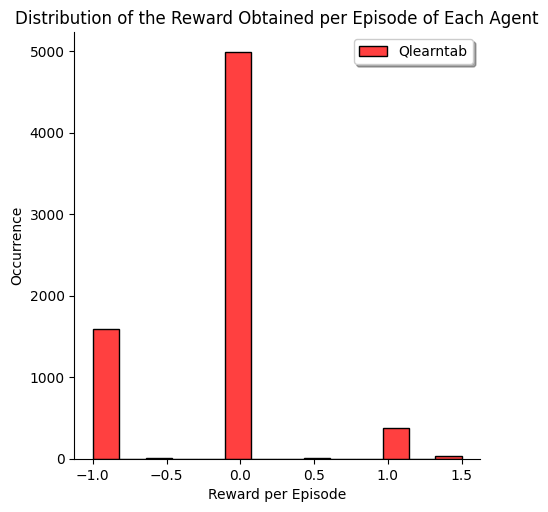 Distribution of the Reward Obtained per Episode of Each Agent
Qlearntab
5000
4000
3000
2000
1000
0
Occurrence
−1.0 −0.5 0.0 0.5 1.0 1.5
Reward per Episode